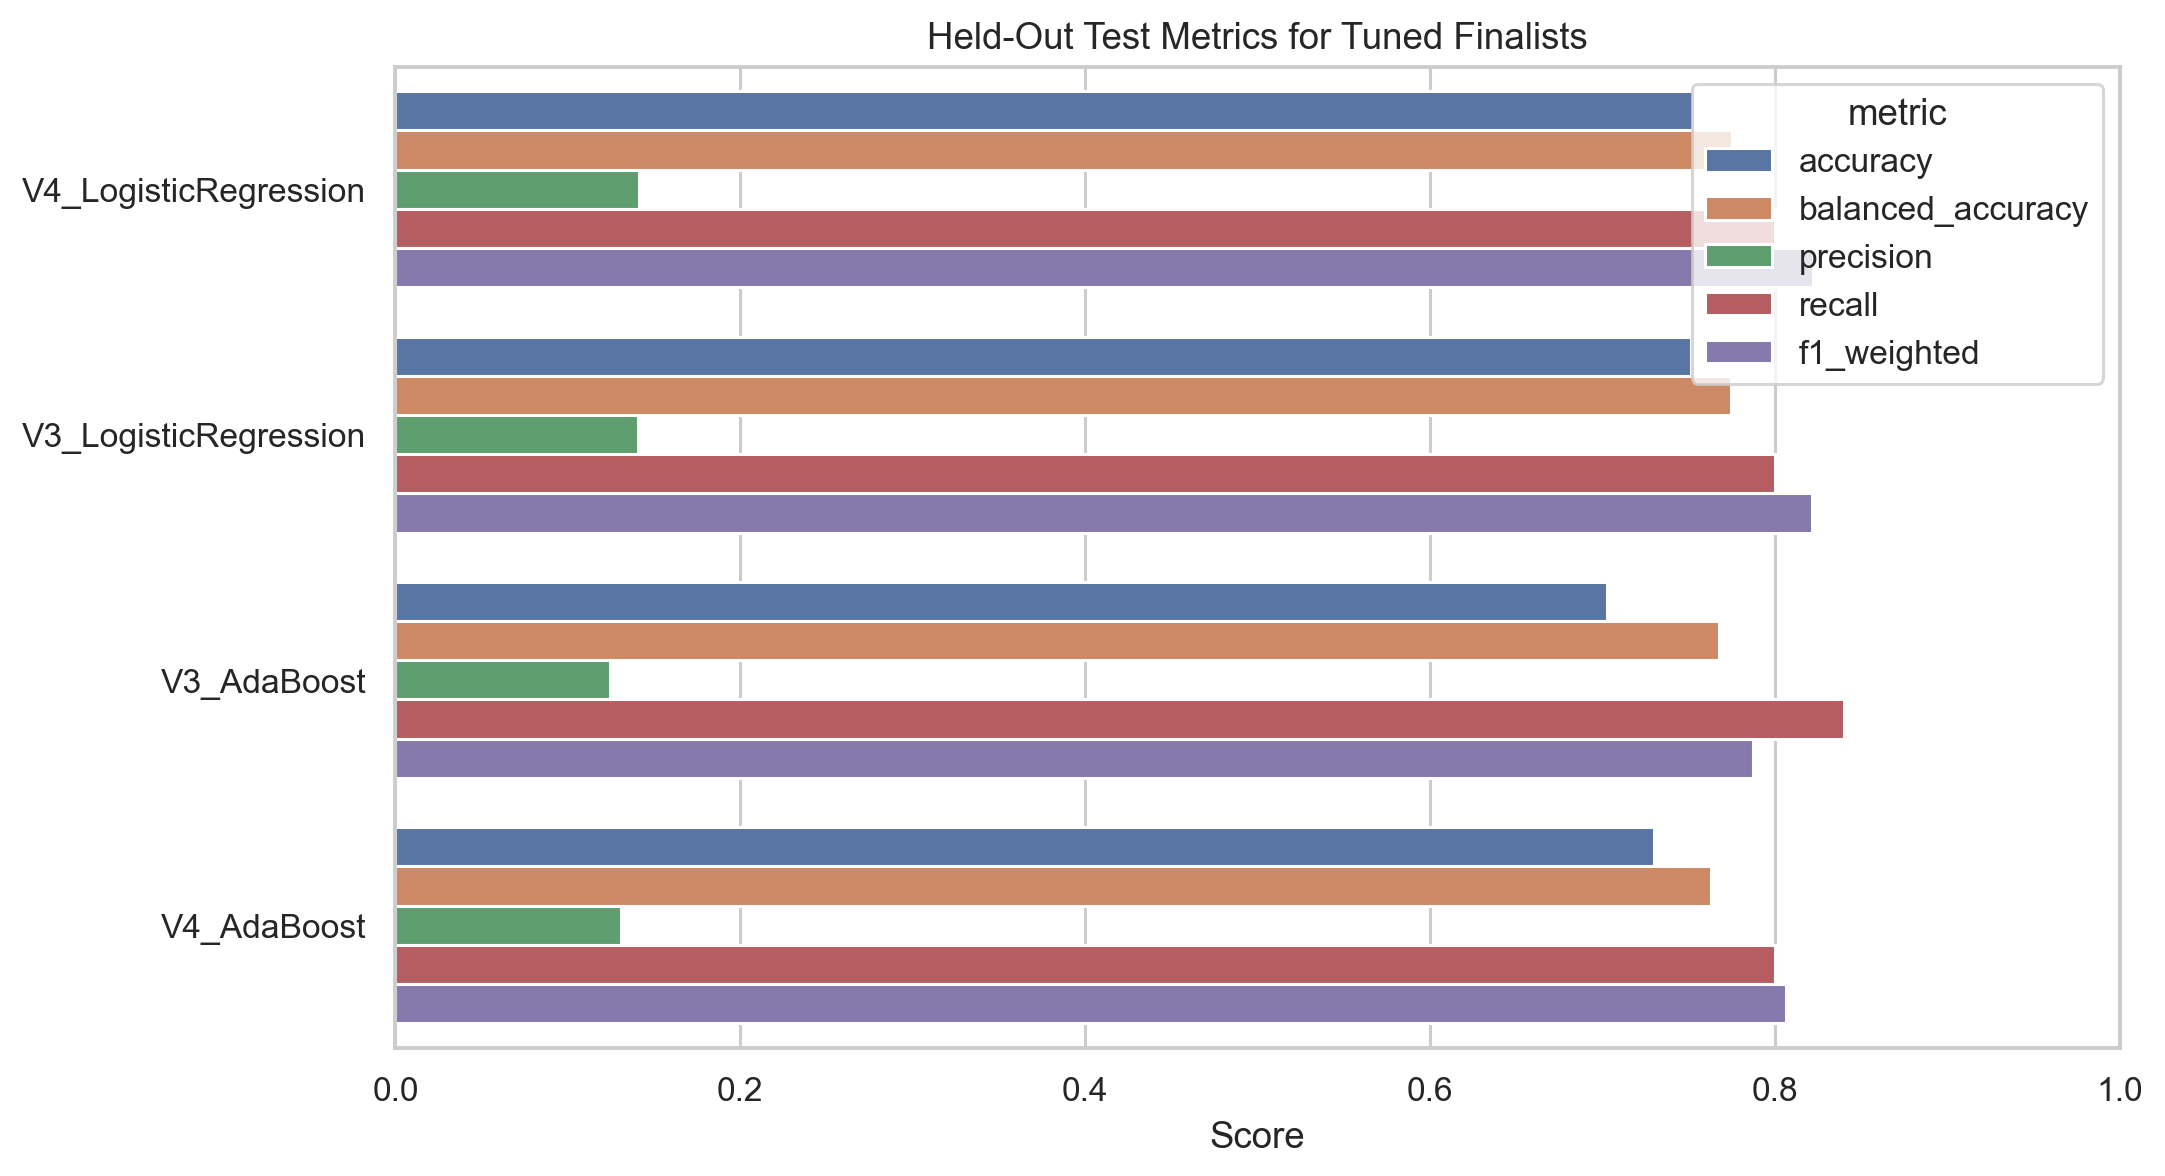 Held-Out Test Metrics for Tuned Finalists
metric
accuracy
balanced_accuracy
precision
recall
f1_weighted
V4_LogisticRegression
V3_LogisticRegression
V3_AdaBoost
V4_AdaBoost
0.0 0.2 0.4 0.6 0.8 1.0
Score